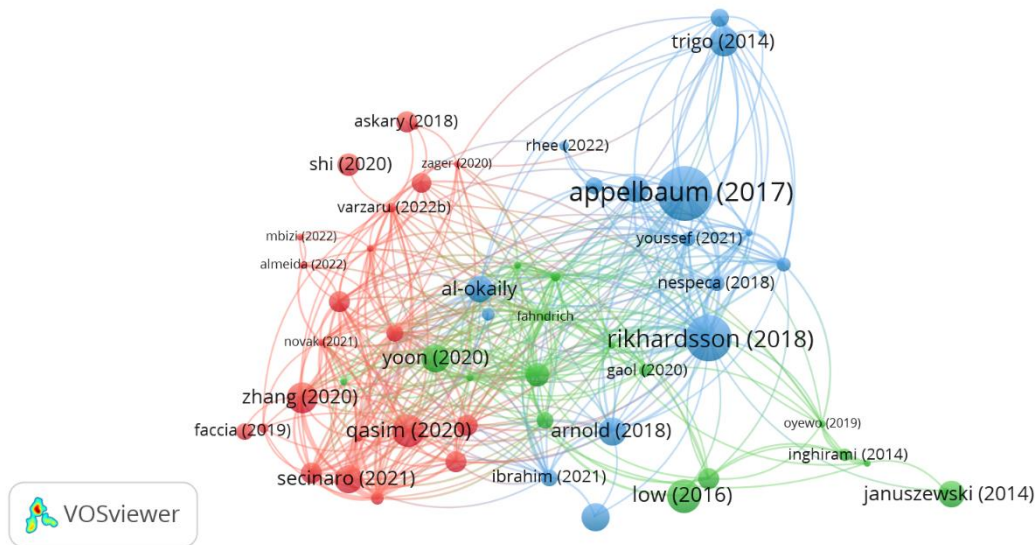 trigo (2014)
askary (2018)
rhee (2022)
shi (2020)
zager (2020)
appelbaum (2017)
varzaru (2022b)
mbizi (2022)
youssef (2021)
almeida (2022)
nespeca (2018)
al-okaily
fahndrich
novak (2021)
rikhardsson (2018)
yoon (2020)
gaol (2020)
zhang (2020)
oyewo (2019)
faccia (2019)
qasim (2020)
arnold (2018)
inghirami (2014)
secinaro (2021)
ibrahim (2021)
low (2016)
januszewski (2014)
VOSviewer